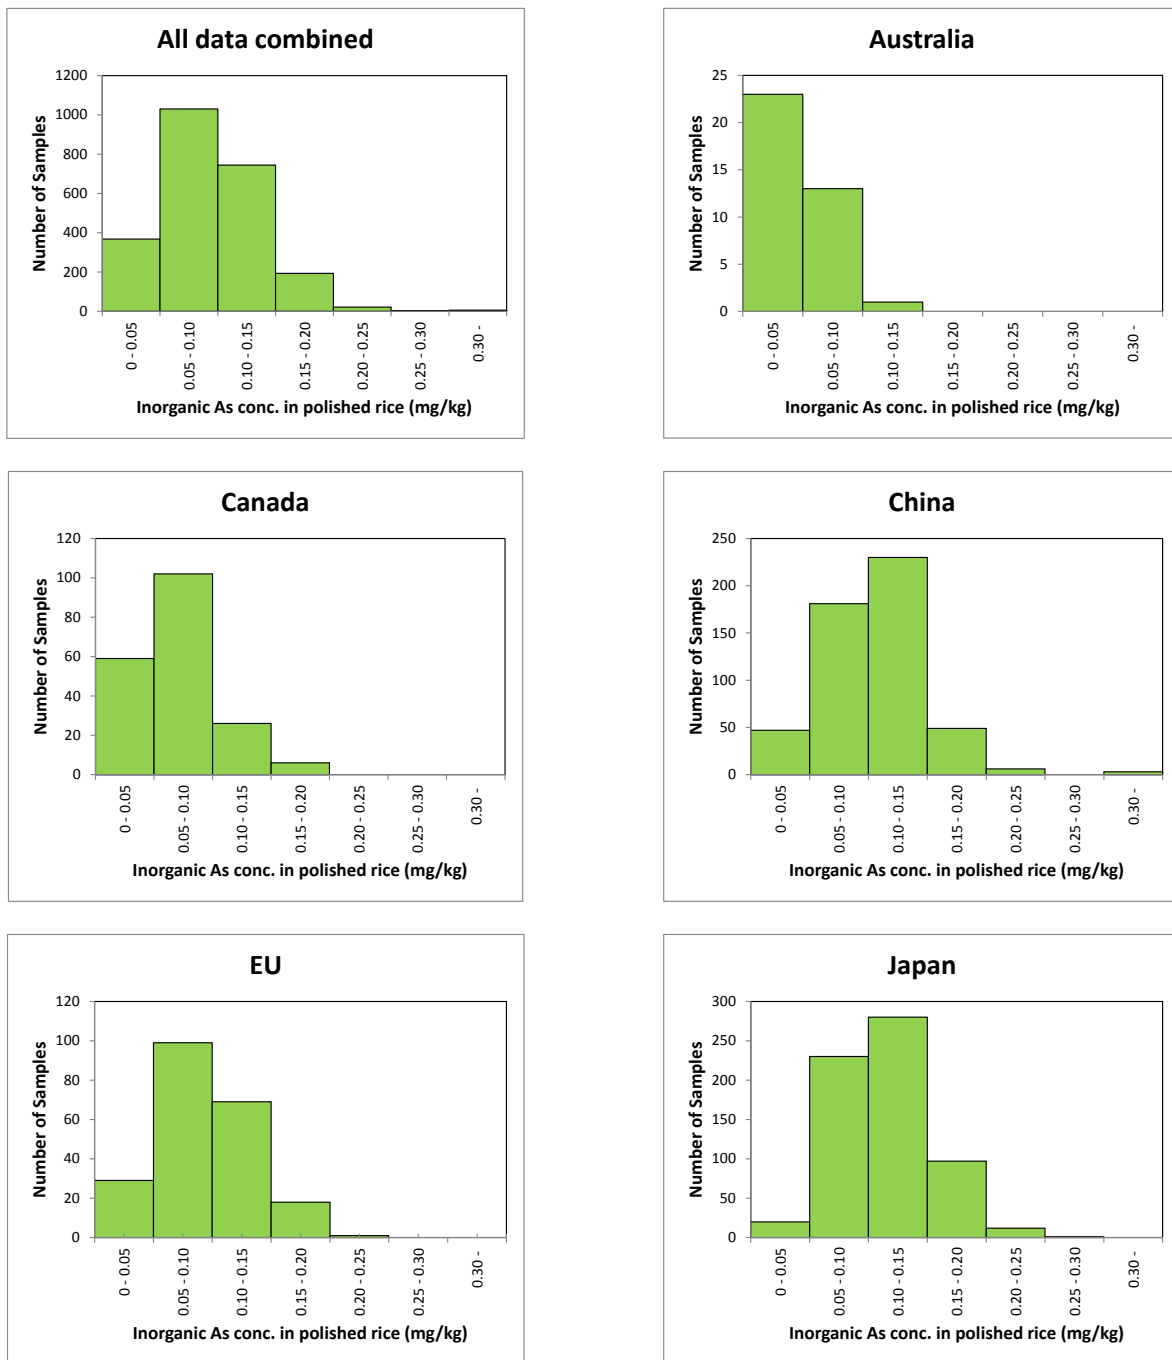 All data combined
1200
1000
800
600
400
200
0
Number of Samples
0 - 0.05
0.05 - 0.10
0.10 - 0.15
0.15 - 0.20
0.20 - 0.25
0.25 - 0.30
0.30 -
Inorganic As conc. in polished rice (mg/kg)
Australia
25
20
15
10
5
0
Number of Samples
0 - 0.05
0.05 - 0.10
0.10 - 0.15
0.15 - 0.20
0.20 - 0.25
0.25 - 0.30
0.30 -
Inorganic As conc. in polished rice (mg/kg)
Canada
120
100
80
60
40
20
0
Number of Samples
0 - 0.05
0.05 - 0.10
0.10 - 0.15
0.15 - 0.20
0.20 - 0.25
0.25 - 0.30
0.30 -
Inorganic As conc. in polished rice (mg/kg)
China
250
200
150
100
50
0
Number of Samples
0 - 0.05
0.05 - 0.10
0.10 - 0.15
0.15 - 0.20
0.20 - 0.25
0.25 - 0.30
0.30 -
Inorganic As conc. in polished rice (mg/kg)
EU
120
100
80
60
40
20
0
Number of Samples
0 - 0.05
0.05 - 0.10
0.10 - 0.15
0.15 - 0.20
0.20 - 0.25
0.25 - 0.30
0.30 -
Inorganic As conc. in polished rice (mg/kg)
Japan
300
250
200
150
100
50
0
Number of Samples
0 - 0.05
0.05 - 0.10
0.10 - 0.15
0.15 - 0.20
0.20 - 0.25
0.25 - 0.30
0.30 -
Inorganic As conc. in polished rice (mg/kg)